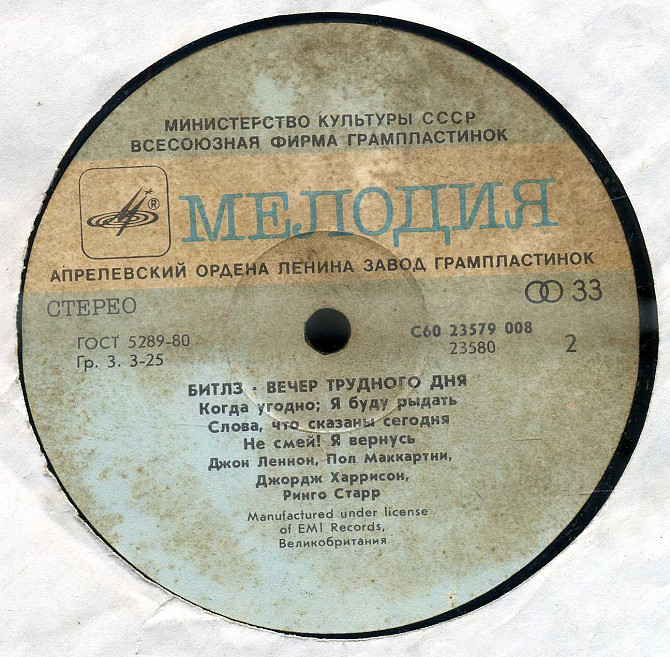 МИНИСТЕРСТВО КУЛЬТУРЫ СССР
ВСЕСОЮЗНАЯ ФИРМА ГРАМПЛАСТИНОК
®
МЕЛОДИЯ
АПРЕЛЕВСКИЙ ОРДЕНА ЛЕНИНА ЗАВОД ГРАМПЛАСТИНОК
СТЕРЕО
33
ГОСТ 5289-80
Гр. 3. 3-25
С60 23579 008
23580
2
БИТЛЗ - ВЕЧЕР ТРУДНОГО ДНЯ
Когда угодно; Я буду рыдать
Слова, что сказаны сегодня
Не смей! Я вернусь
Джон Леннон, Пол Маккартни,
Джордж Харрисон,
Ринго Старр
Manufactured under license
of EMI Records,
Великобритания